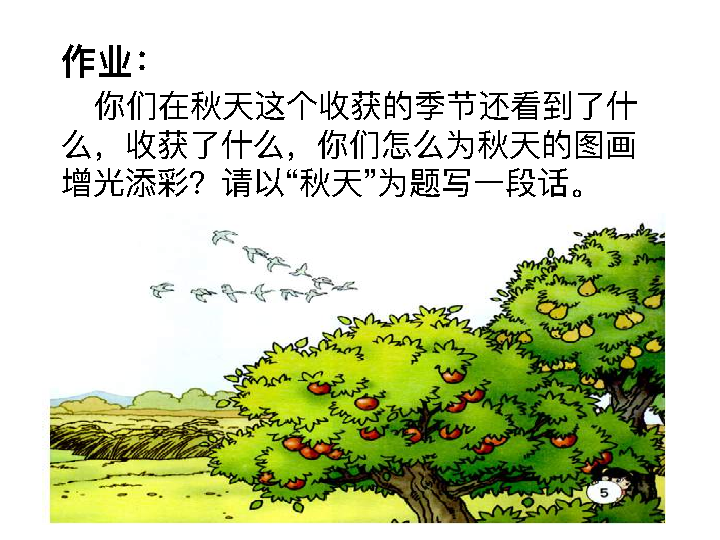 作业：
你们在秋天这个收获的季节还看到了什
么，收获了什么，你们怎么为秋天的图画
增光添彩？请以“秋天”为题写一段话。
5